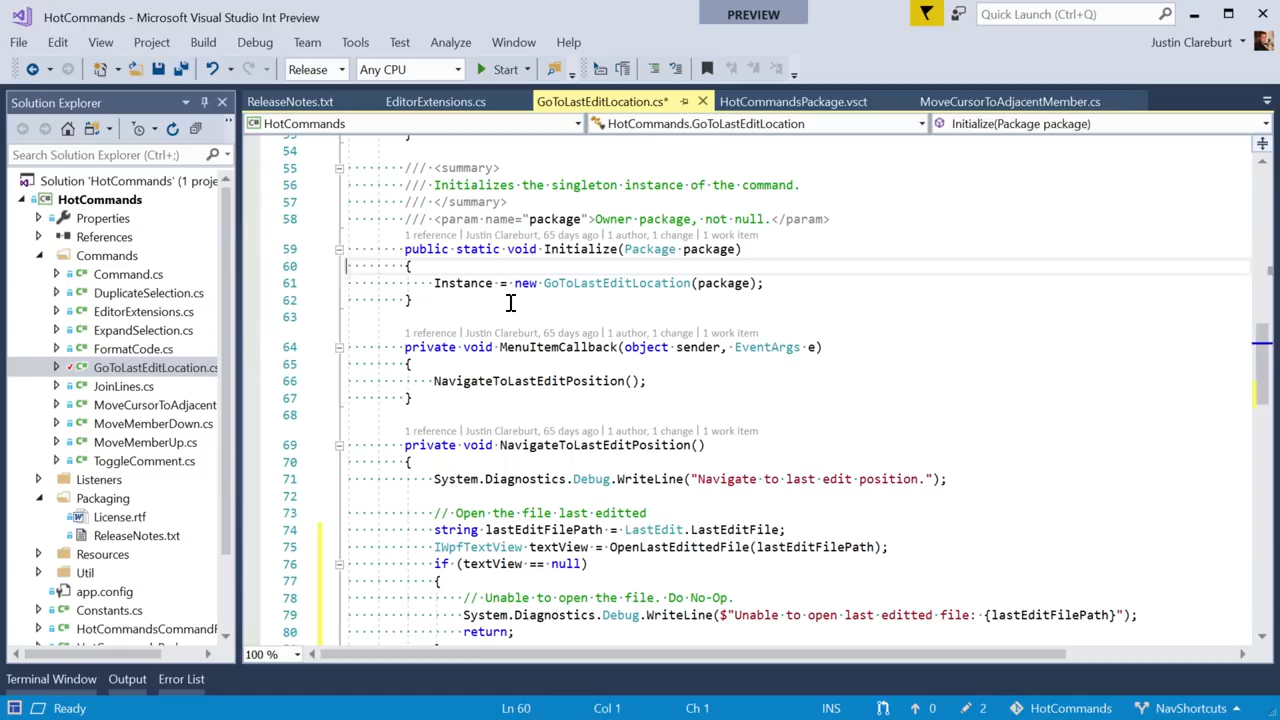 HotCommands - Microsoft Visual Studio Int Preview
PREVIEW
Quick Launch (Ctrl+Q)
File Edit View Project Build Debug Team Tools Test Analyze Window Help
Justin Clareburt
Release Any CPU Start
Solution Explorer
ReleaseNotes.txt EditorExtensions.cs GoToLastEditLocation.cs* HotCommandsPackage.vsct MoveCursorToAdjacentMember.cs
HotCommands HotCommands.GoToLastEditLocation Initialize(Package package)
Search Solution Explorer (Ctrl+;)
Solution 'HotCommands' (1 proje
HotCommands
Properties
References
Commands
Command.cs
DuplicateSelection.cs
EditorExtensions.cs
ExpandSelection.cs
FormatCode.cs
GoToLastEditLocation.cs
JoinLines.cs
MoveCursorToAdjacent
MoveMemberDown.cs
MoveMemberUp.cs
ToggleComment.cs
Listeners
Packaging
License.rtf
ReleaseNotes.txt
Resources
Util
app.config
Constants.cs
HotCommandsCommandF
53 }
54
55 /// <summary>
56 /// Initializes the singleton instance of the command.
57 /// </summary>
58 /// <param name="package">Owner package, not null.</param>
1 reference | Justin Clareburt, 65 days ago | 1 author, 1 change | 1 work item
59 public static void Initialize(Package package)
60 {
61 Instance = new GoToLastEditLocation(package);
62 }
63
1 reference | Justin Clareburt, 65 days ago | 1 author, 1 change | 1 work item
64 private void MenuItemCallback(object sender, EventArgs e)
65 {
66 NavigateToLastEditPosition();
67 }
68
1 reference | Justin Clareburt, 65 days ago | 1 author, 1 change | 1 work item
69 private void NavigateToLastEditPosition()
70 {
71 System.Diagnostics.Debug.WriteLine("Navigate to last edit position.");
72
73 // Open the file last editted
74 string lastEditFilePath = LastEdit.LastEditFile;
75 IWpfTextView textView = OpenLastEdittedFile(lastEditFilePath);
76 if (textView == null)
77 {
78 // Unable to open the file. Do No-Op.
79 System.Diagnostics.Debug.WriteLine($"Unable to open last editted file: {lastEditFilePath}");
80 return;
100 %
Terminal Window Output Error List
Ready Ln 60 Col 1 Ch 1 INS 0 2 HotCommands NavShortcuts